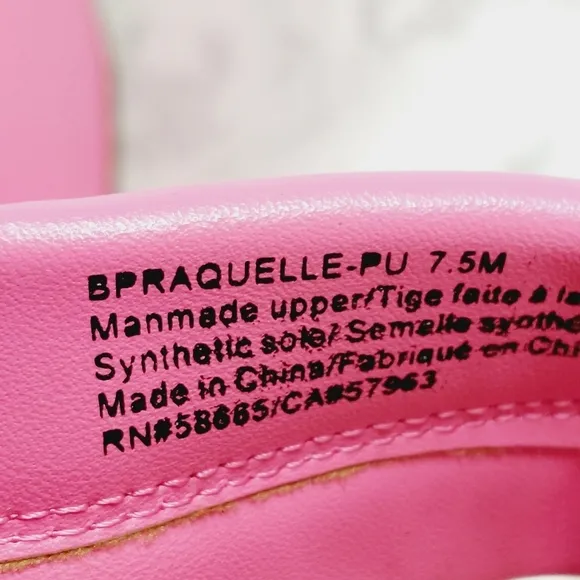 BPRAQUELLE-PU 7.5M
Manmade upper/Tige faite à la
Synthetic sole/Semelle synthé
Made in China/Fabriqué en Chi
RN#58665/CA#57963